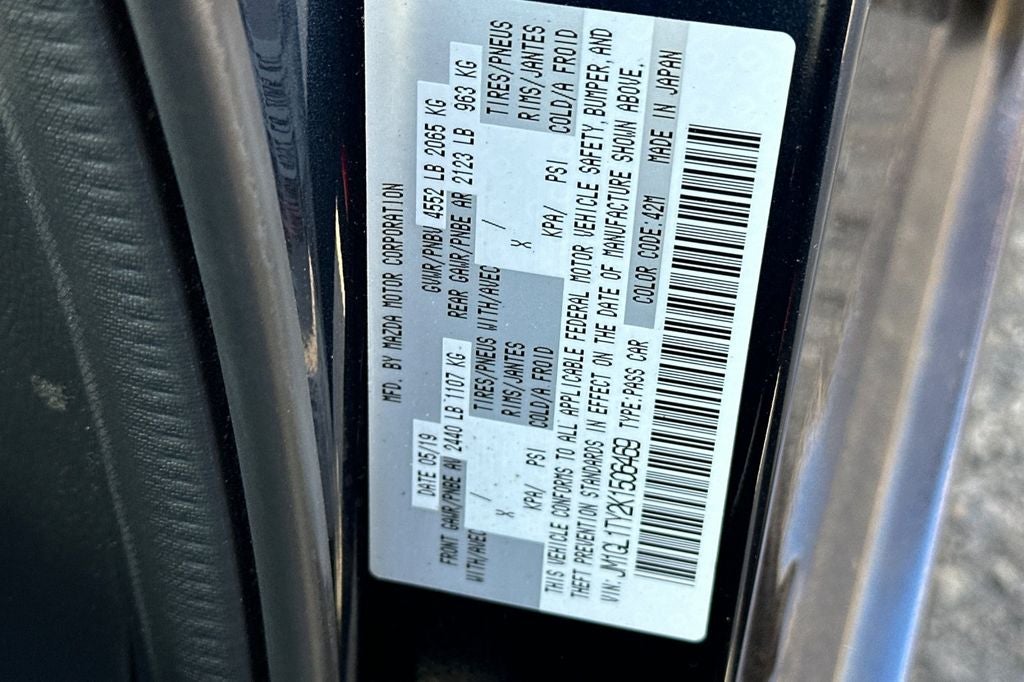 MFD. BY MAZDA MOTOR CORPORATION
DATE 05/19 GVWR/PNBV 4552 LB 2065 KG
FRONT GAWR/PNBE AV 2440 LB 1107 KG REAR GAWR/PNBE AR 2123 LB 963 KG
WITH/AVEC / TIRES/PNEUS WITH/AVEC / TIRES/PNEUS
X RIMS/JANTES X RIMS/JANTES
KPA/ PSI COLD/A FROID KPA/ PSI COLD/A FROID
THIS VEHICLE CONFORMS TO ALL APPLICABLE FEDERAL MOTOR VEHICLE SAFETY, BUMPER, AND
THEFT PREVENTION STANDARDS IN EFFECT ON THE DATE OF MANUFACTURE SHOWN ABOVE.
VIN: JM1GL1TY2K1506469 TYPE:PASS CAR COLOR CODE:42M MADE IN JAPAN